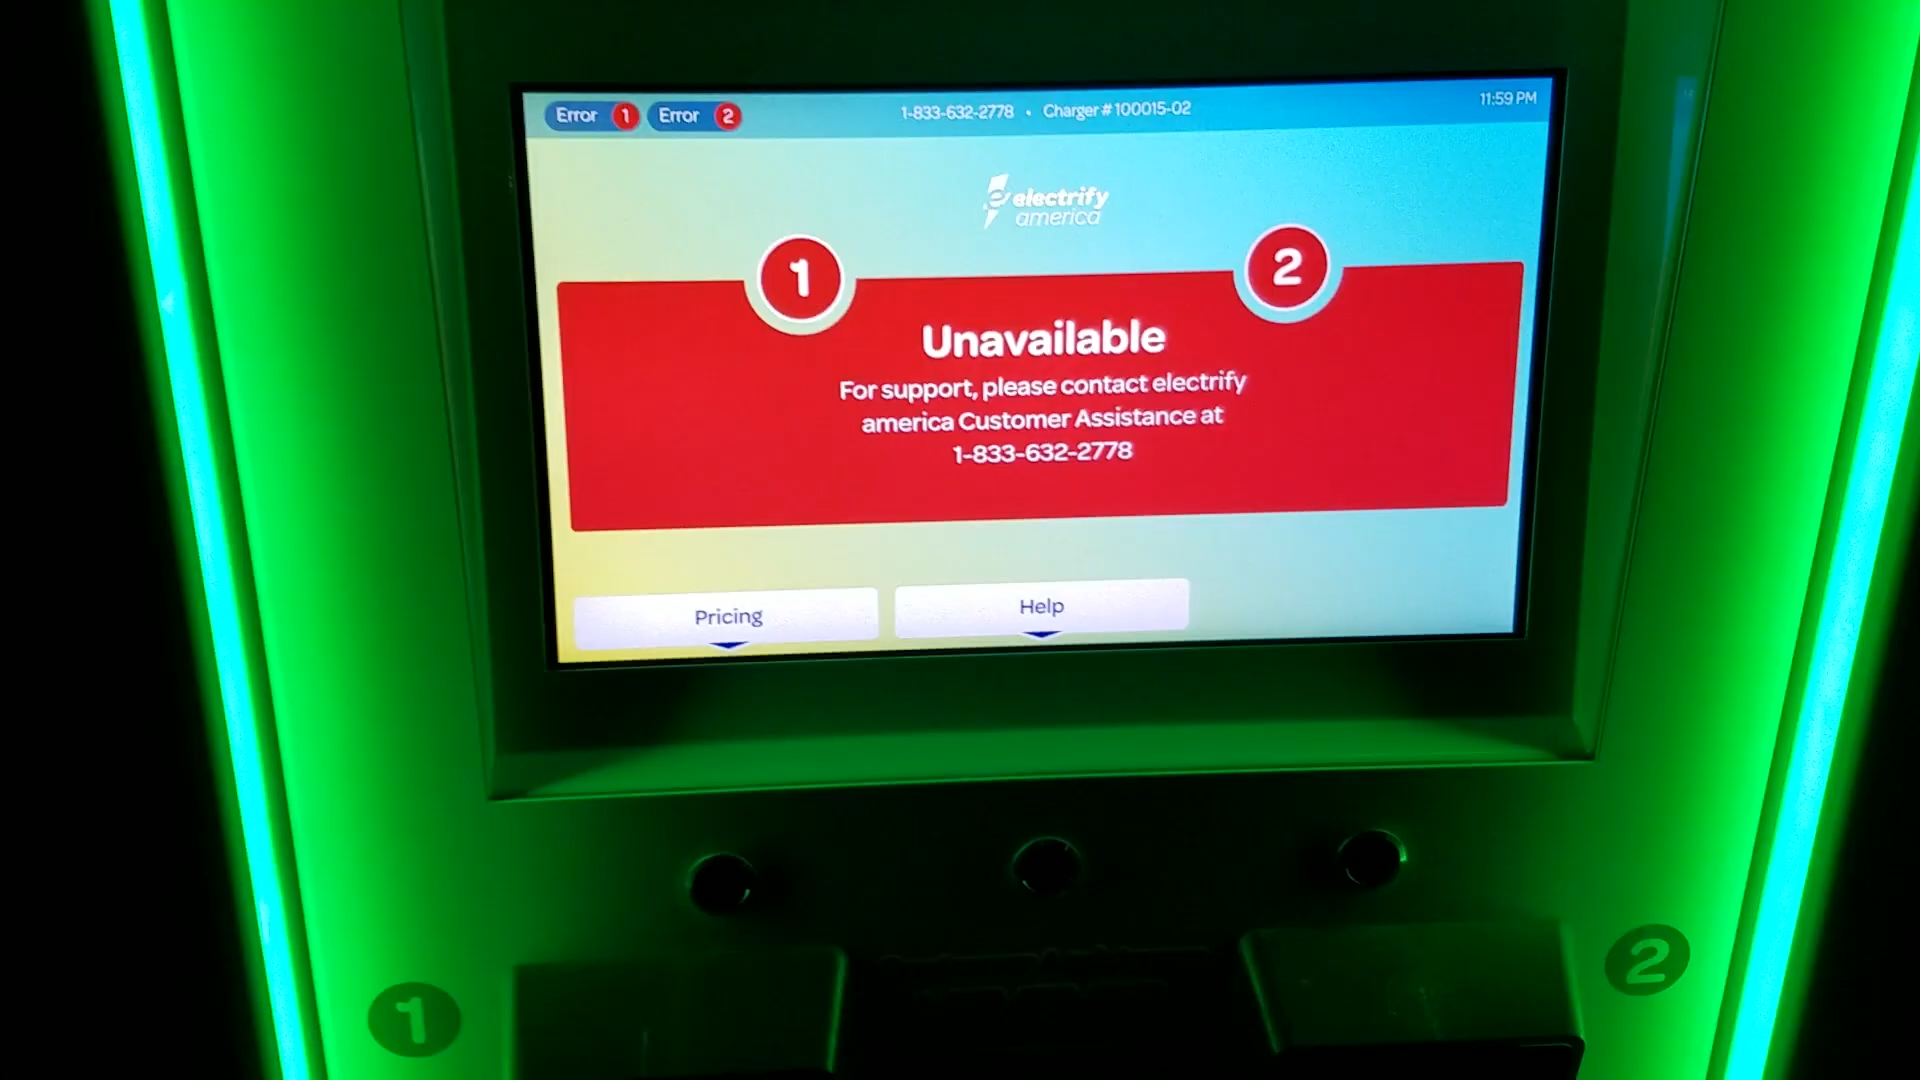 Error 1 Error 2 1-833-632-2778 • Charger # 100015-02 11:59 PM
electrify
america
1 2
Unavailable
For support, please contact electrify
america Customer Assistance at
1-833-632-2778
Pricing Help
1 2